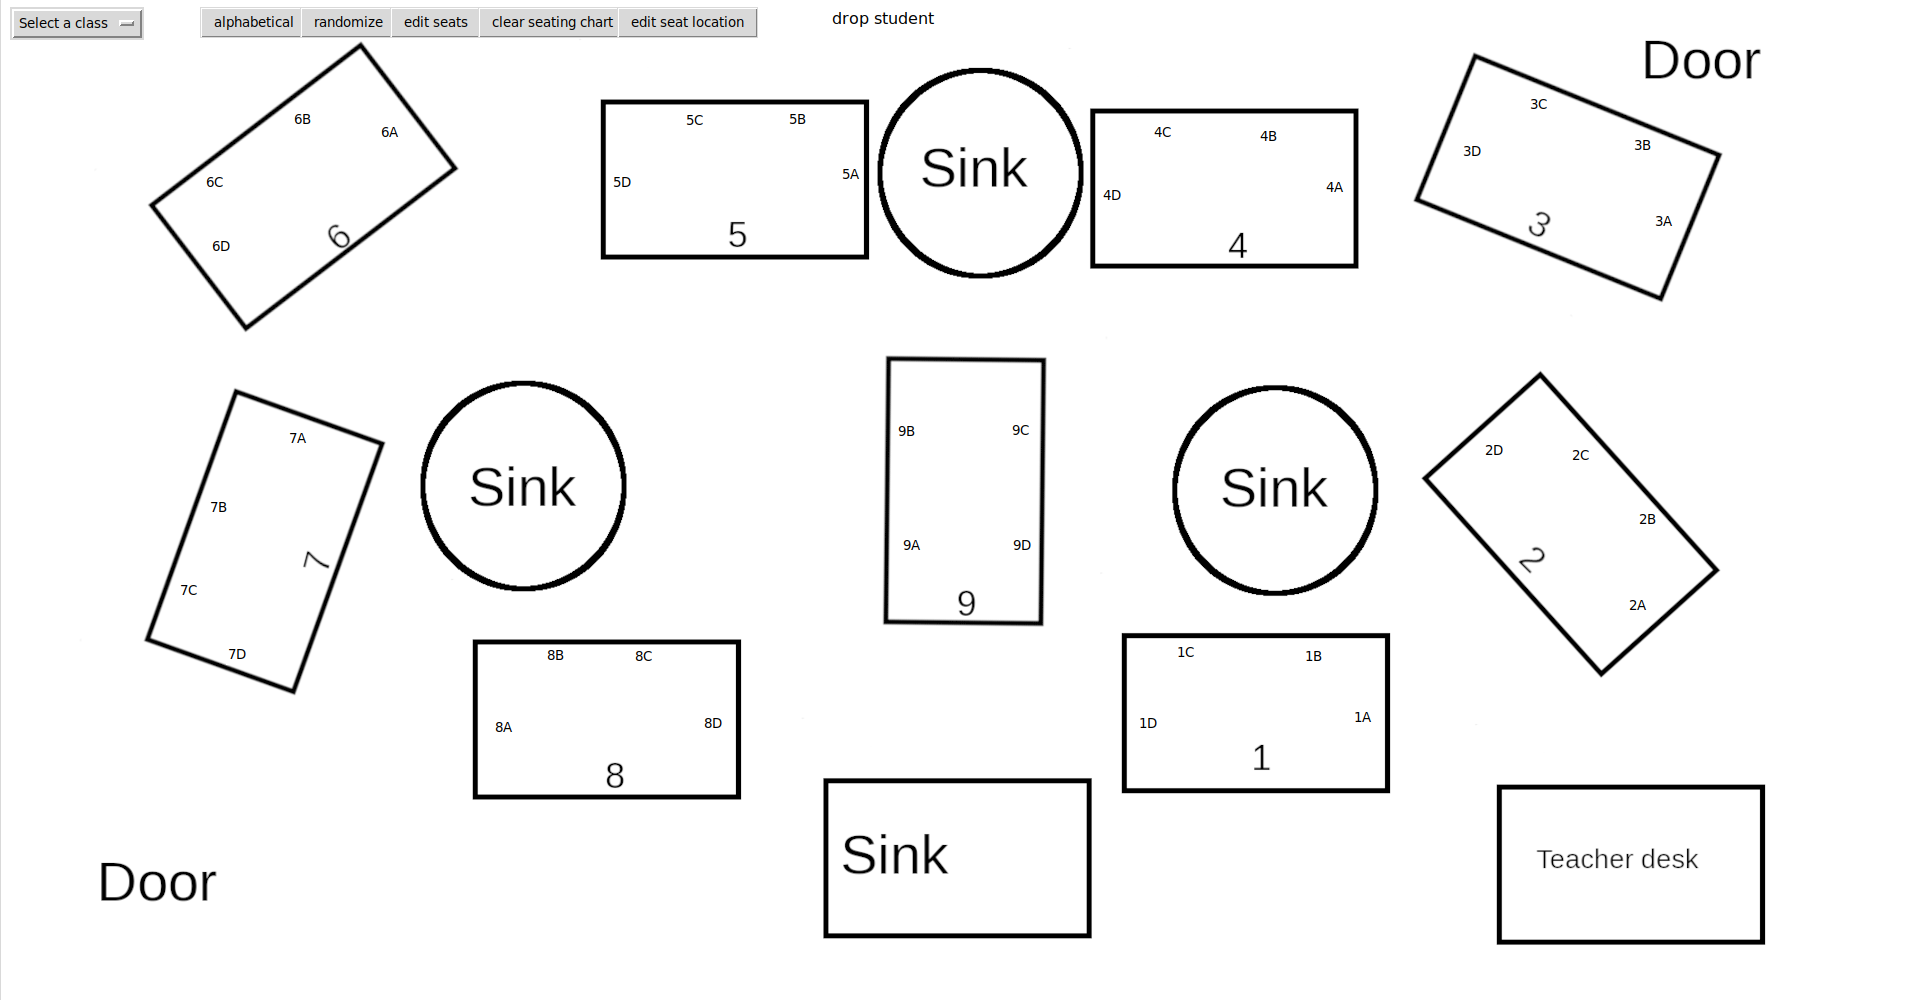 Select a class
alphabetical
randomize
edit seats
clear seating chart
edit seat location
drop student
Door
6B
6A
6C
6D
6
5C
5B
5D
5A
5
Sink
4C
4B
4D
4A
4
3C
3B
3D
3A
3
7A
7B
7C
7D
7
Sink
9B
9C
9A
9D
9
Sink
2D
2C
2B
2A
2
8B
8C
8A
8D
8
1C
1B
1D
1A
1
Sink
Teacher desk
Door